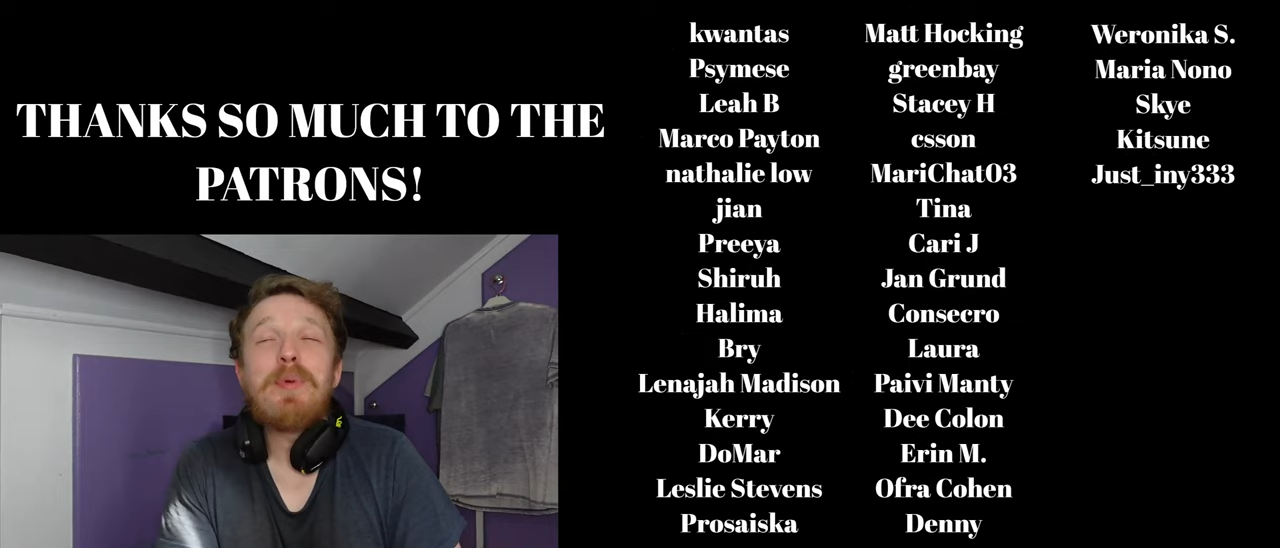 THANKS SO MUCH TO THE
PATRONS!
kwantas
Psymese
Leah B
Marco Payton
nathalie low
jian
Preeya
Shiruh
Halima
Bry
Lenajah Madison
Kerry
DoMar
Leslie Stevens
Prosaiska
Matt Hocking
greenbay
Stacey H
csson
MariChat03
Tina
Cari J
Jan Grund
Consecro
Laura
Paivi Manty
Dee Colon
Erin M.
Ofra Cohen
Denny
Weronika S.
Maria Nono
Skye
Kitsune
Just_iny333